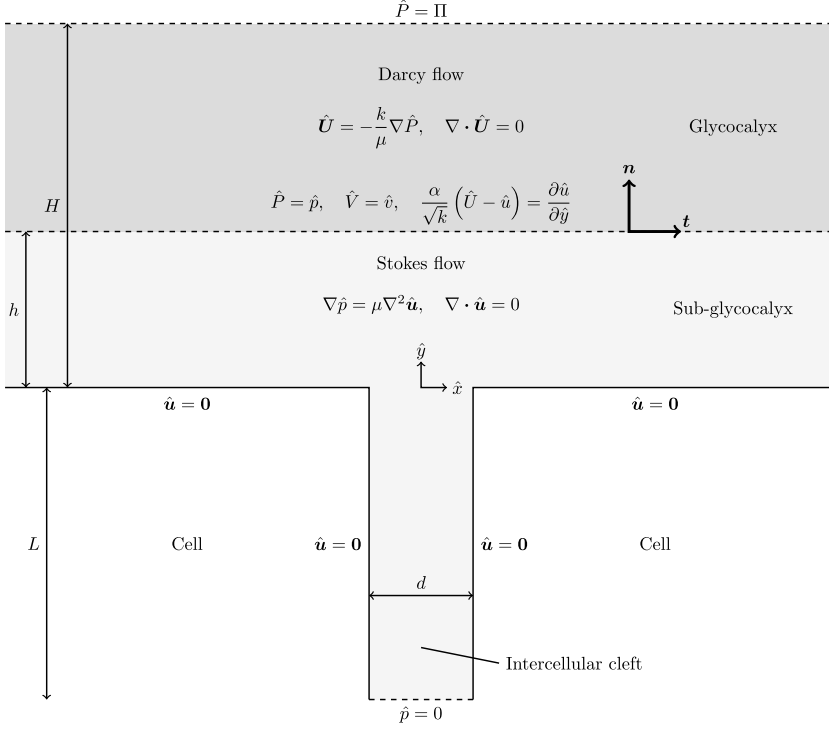 P̂ = Π
Darcy flow
Û = −k/μ ∇P̂, ∇ · Û = 0
Glycocalyx
n
P̂ = p̂, V̂ = v̂, α/√k (Û − û) = ∂û/∂ŷ
t
H
Stokes flow
∇p̂ = μ∇²û, ∇ · û = 0
Sub-glycocalyx
h
ŷ
x̂
û = 0
û = 0
L
Cell
û = 0
û = 0
Cell
d
Intercellular cleft
p̂ = 0